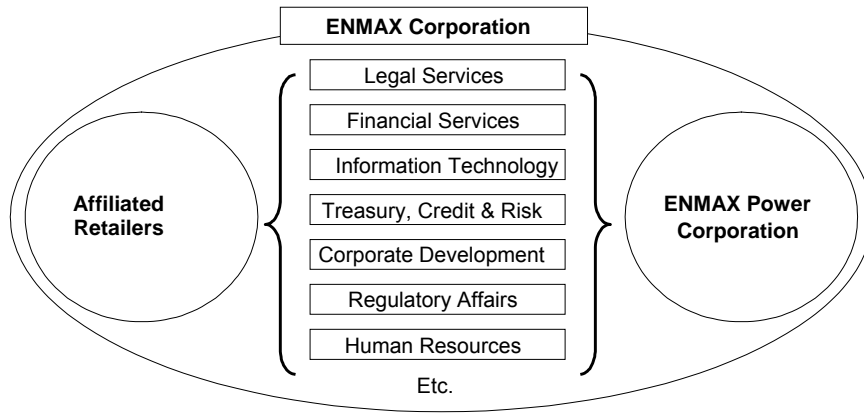 ENMAX Corporation
Legal Services
Financial Services
Information Technology
Treasury, Credit & Risk
Corporate Development
Regulatory Affairs
Human Resources
Etc.
Affiliated
Retailers
ENMAX Power
Corporation